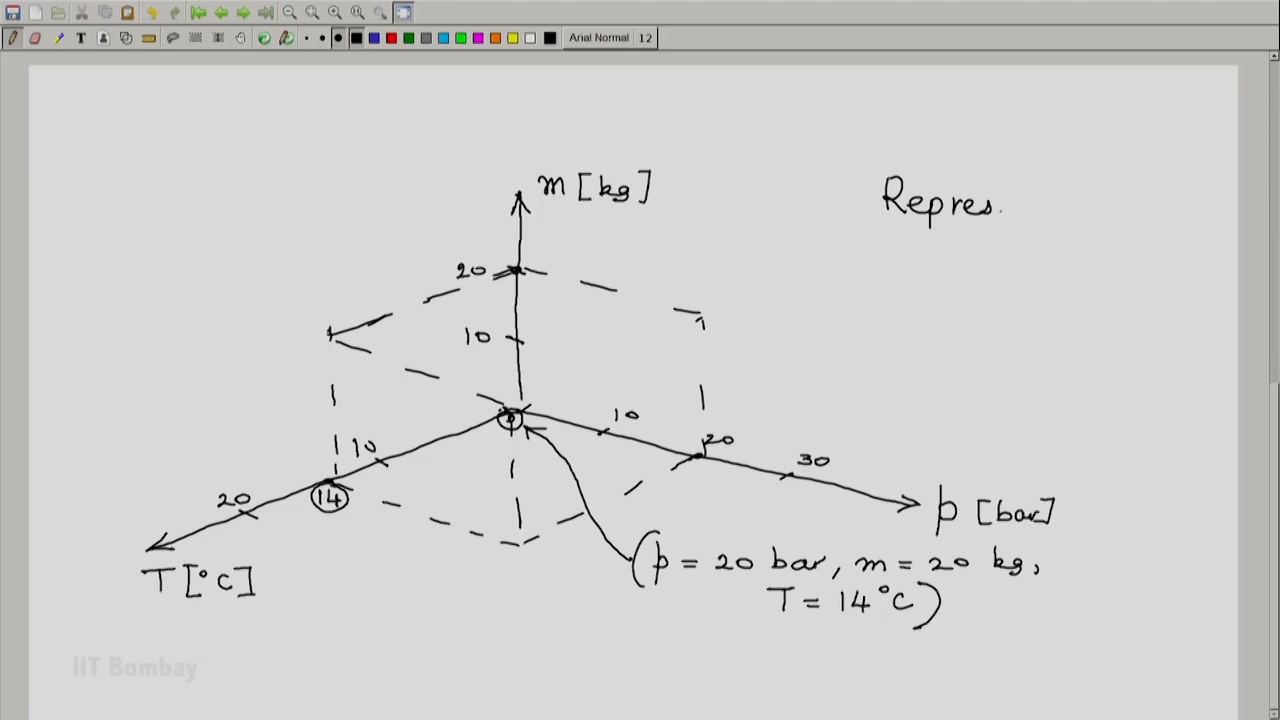 Arial Normal 12
m [kg]
Repres
20
10
10
20
30
10
14
20
p [bar]
T [°C]
(p = 20 bar, m = 20 kg,
T = 14°C)
IIT Bombay